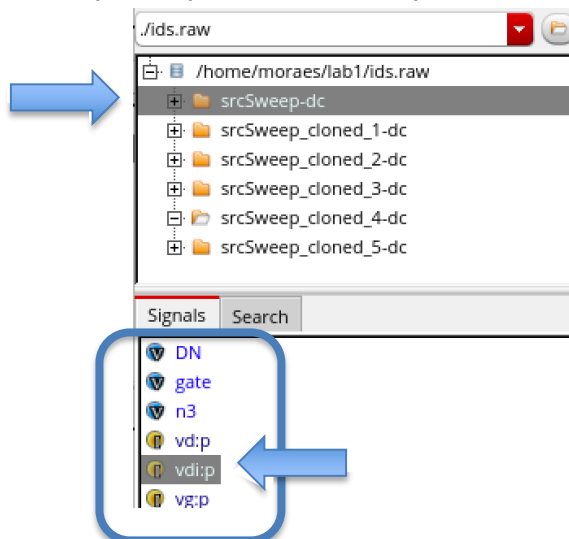 ./ids.raw
/home/moraes/lab1/ids.raw
srcSweep-dc
srcSweep_cloned_1-dc
srcSweep_cloned_2-dc
srcSweep_cloned_3-dc
srcSweep_cloned_4-dc
srcSweep_cloned_5-dc
Signals Search
DN
gate
n3
vd:p
vdi:p
vg:p